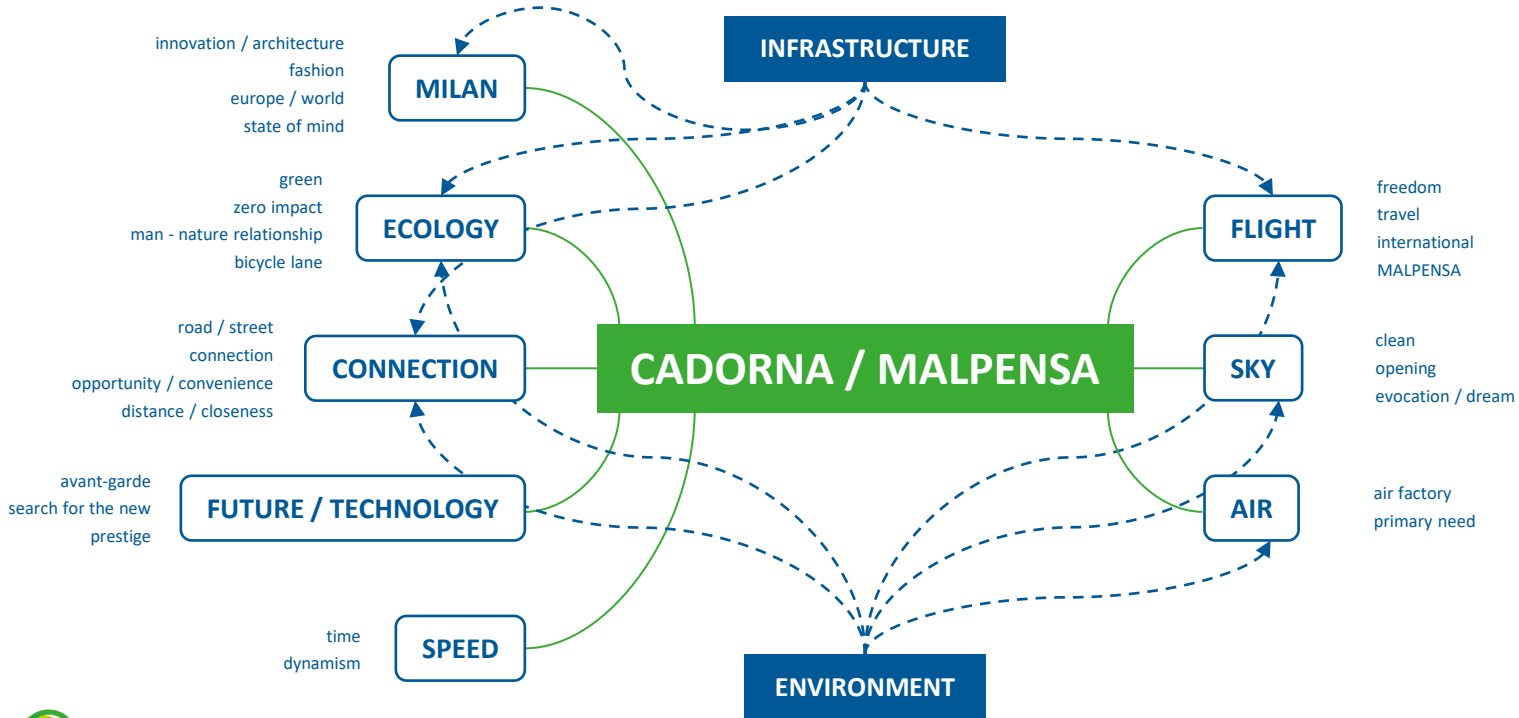 INFRASTRUCTURE
innovation / architecture
fashion
europe / world
state of mind
MILAN
green
zero impact
man - nature relationship
bicycle lane
ECOLOGY
road / street
connection
opportunity / convenience
distance / closeness
CONNECTION
avant-garde
search for the new
prestige
FUTURE / TECHNOLOGY
time
dynamism
SPEED
CADORNA / MALPENSA
FLIGHT
freedom
travel
international
MALPENSA
SKY
clean
opening
evocation / dream
AIR
air factory
primary need
ENVIRONMENT